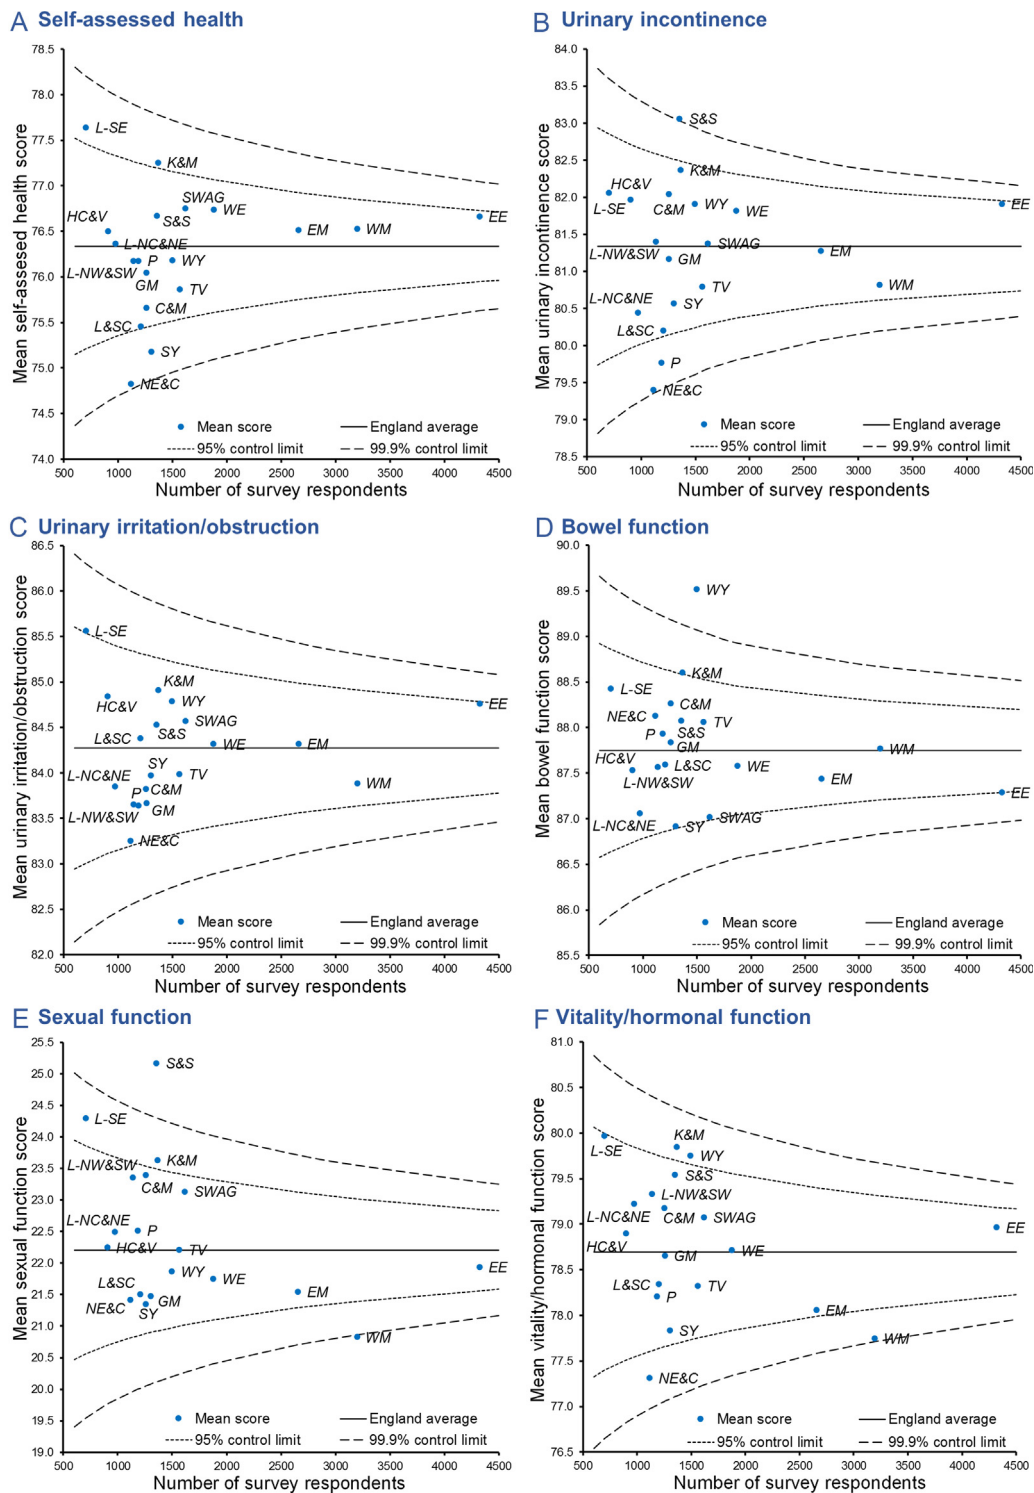 A Self-assessed health
78.5
78.0
77.5
77.0
76.5
76.0
75.5
75.0
74.5
74.0
Mean self-assessed health score
L-SE
K&M
SWAG
WE
HC&V
S&S
EM
WM
EE
L-NC&NE
P
WY
L-NW&SW
GM
TV
C&M
L&SC
SY
NE&C
Mean score
England average
95% control limit
99.9% control limit
500 1000 1500 2000 2500 3000 3500 4000 4500
Number of survey respondents
B Urinary incontinence
84.0
83.5
83.0
82.5
82.0
81.5
81.0
80.5
80.0
79.5
79.0
78.5
Mean urinary incontinence score
S&S
K&M
HC&V
L-SE
C&M
WY
WE
EE
L-NW&SW
SWAG
GM
EM
TV
WM
L-NC&NE
SY
L&SC
P
NE&C
Mean score
England average
95% control limit
99.9% control limit
500 1000 1500 2000 2500 3000 3500 4000 4500
Number of survey respondents
C Urinary irritation/obstruction
86.5
86.0
85.5
85.0
84.5
84.0
83.5
83.0
82.5
82.0
Mean urinary irritation/obstruction score
L-SE
K&M
HC&V
WY
EE
SWAG
S&S
L&SC
WE
EM
SY
L-NC&NE
TV
P
C&M
WM
L-NW&SW
GM
NE&C
Mean score
England average
95% control limit
99.9% control limit
500 1000 1500 2000 2500 3000 3500 4000 4500
Number of survey respondents
D Bowel function
90.0
89.5
89.0
88.5
88.0
87.5
87.0
86.5
86.0
85.5
Mean bowel function score
WY
K&M
L-SE
C&M
NE&C
S&S
TV
P
GM
WM
HC&V
L&SC
WE
L-NW&SW
EM
EE
L-NC&NE
SY
SWAG
Mean score
England average
95% control limit
99.9% control limit
500 1000 1500 2000 2500 3000 3500 4000 4500
Number of survey respondents
E Sexual function
25.5
25.0
24.5
24.0
23.5
23.0
22.5
22.0
21.5
21.0
20.5
20.0
19.5
19.0
Mean sexual function score
S&S
L-SE
K&M
L-NW&SW
C&M
SWAG
L-NC&NE
P
HC&V
TV
WY
WE
EE
L&SC
EM
NE&C
GM
SY
WM
Mean score
England average
95% control limit
99.9% control limit
500 1000 1500 2000 2500 3000 3500 4000 4500
Number of survey respondents
F Vitality/hormonal function
81.0
80.5
80.0
79.5
79.0
78.5
78.0
77.5
77.0
76.5
Mean vitality/hormonal function score
K&M
L-SE
WY
S&S
L-NW&SW
L-NC&NE
C&M
SWAG
EE
HC&V
GM
WE
L&SC
TV
P
EM
SY
WM
NE&C
Mean score
England average
95% control limit
99.9% control limit
500 1000 1500 2000 2500 3000 3500 4000 4500
Number of survey respondents